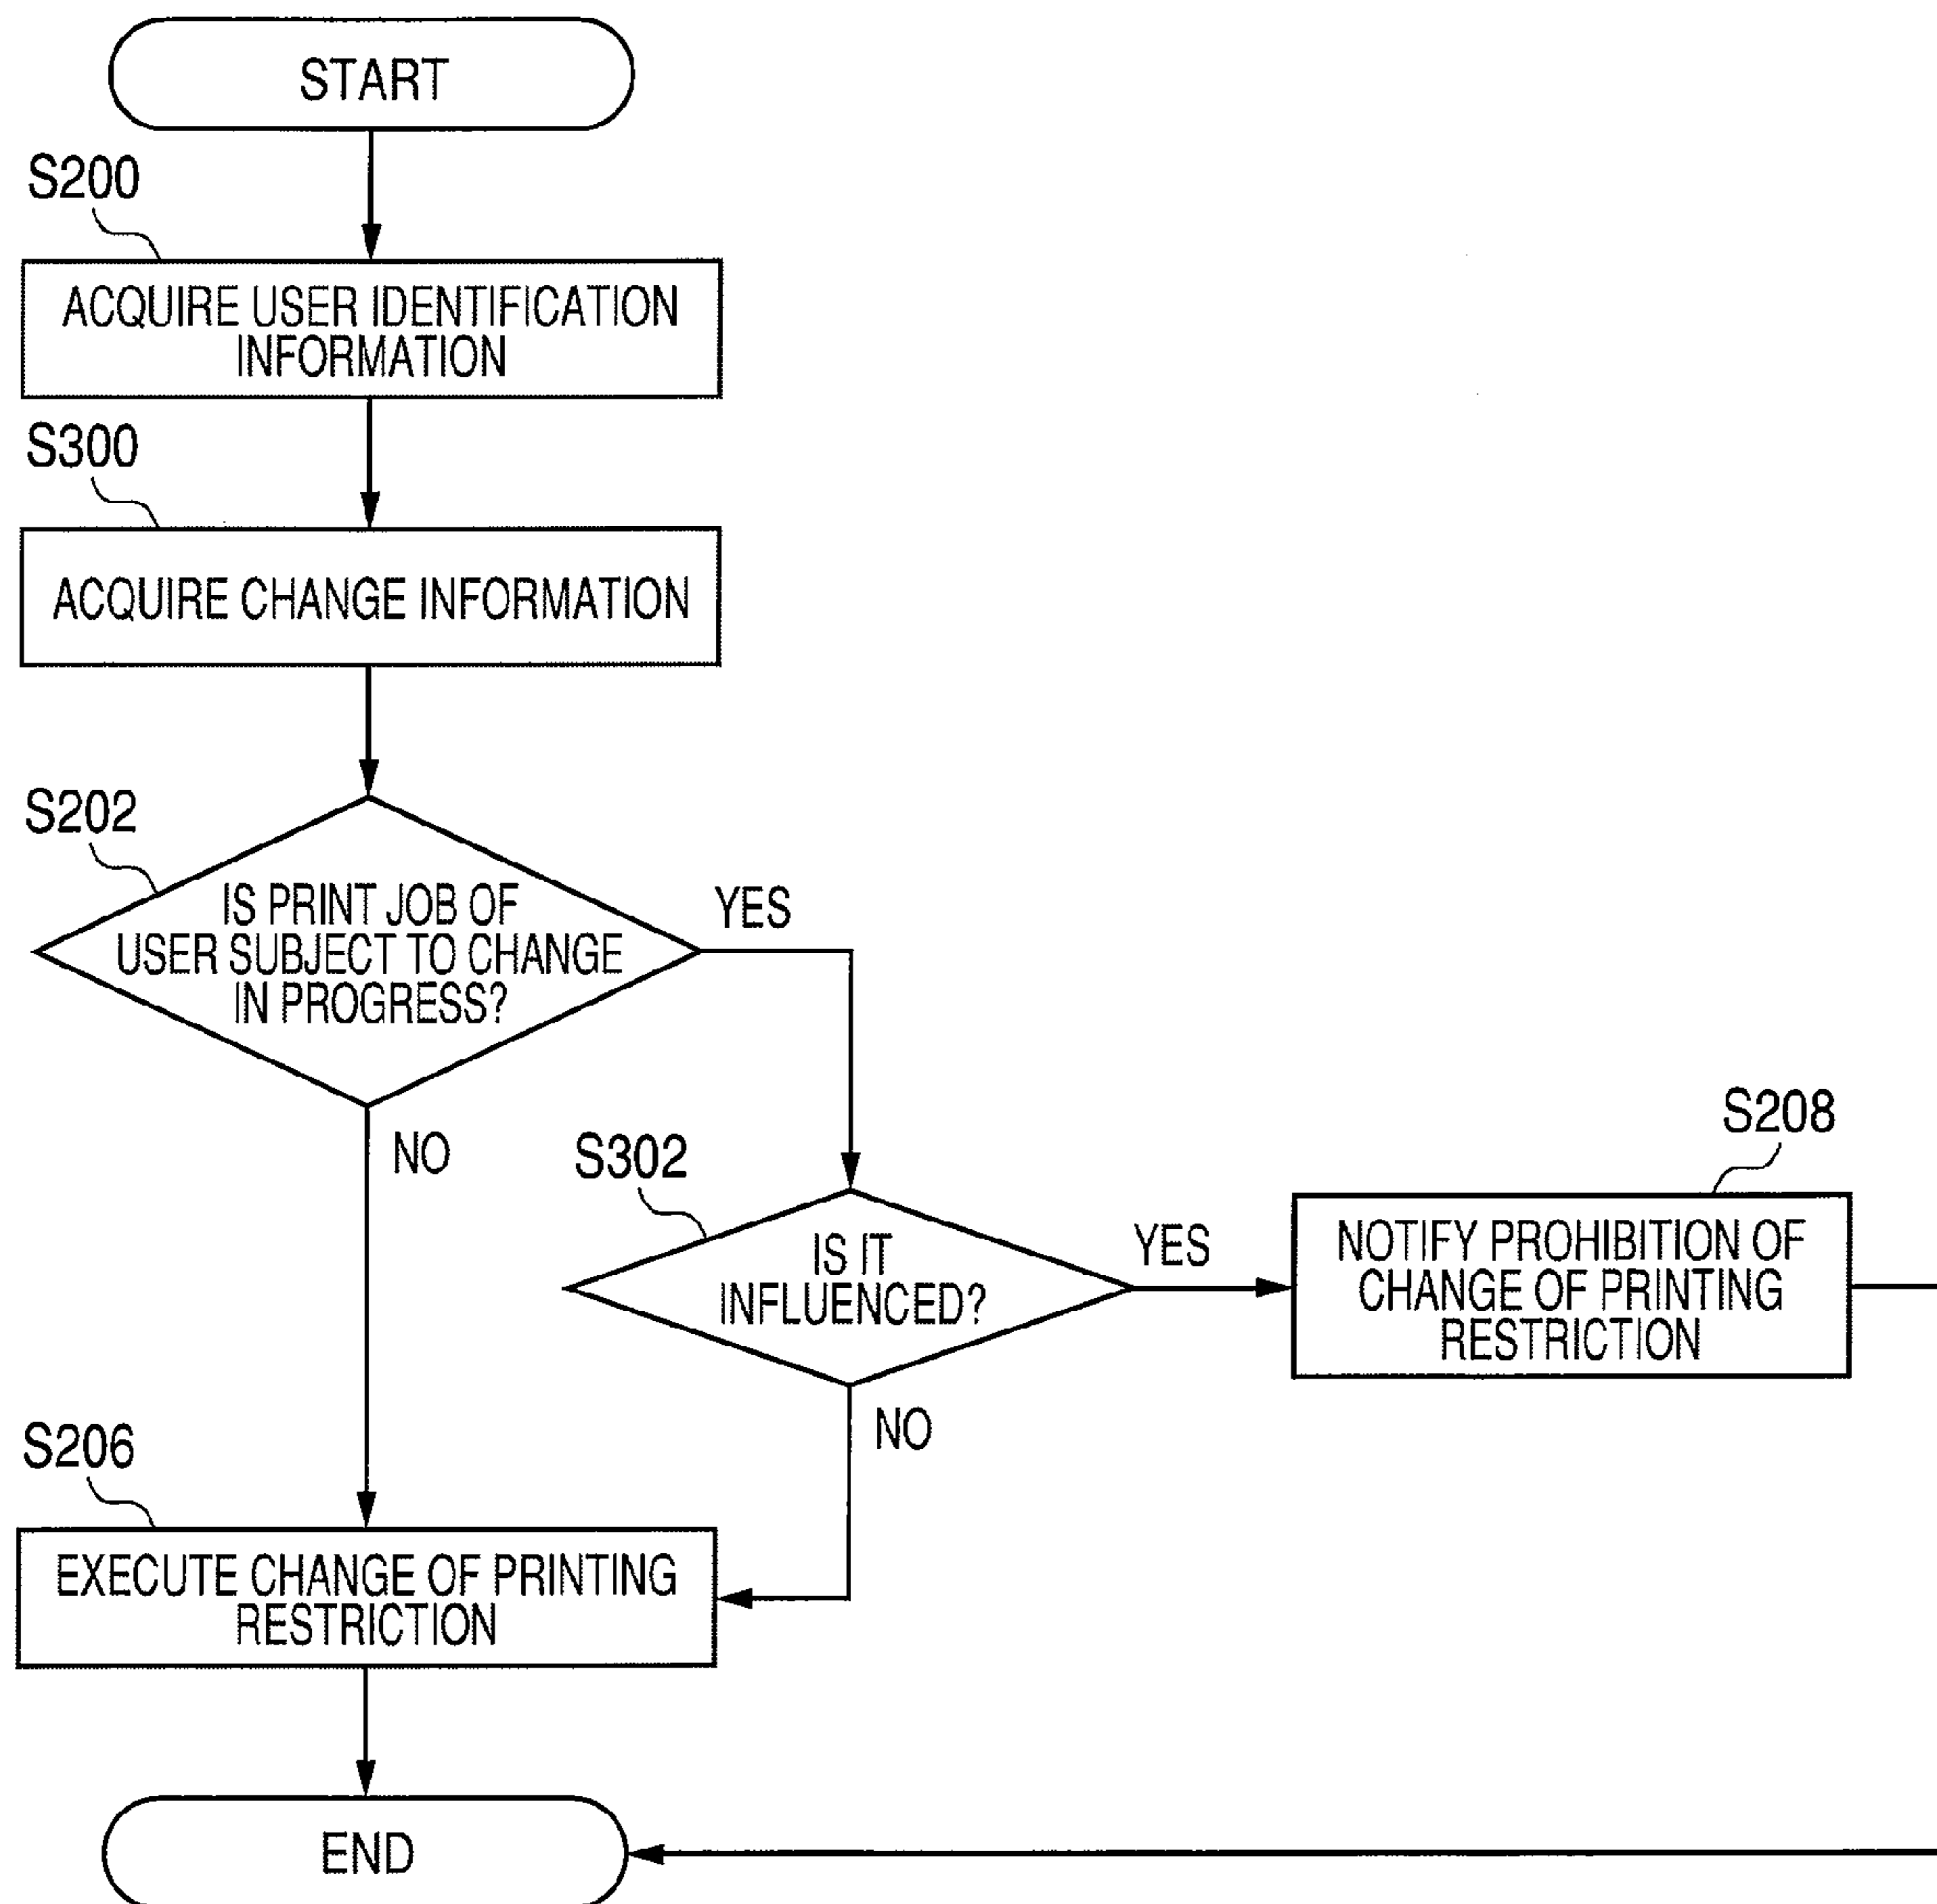 START
S200
ACQUIRE USER IDENTIFICATION
INFORMATION
S300
ACQUIRE CHANGE INFORMATION
S202
IS PRINT JOB OF
USER SUBJECT TO CHANGE
IN PROGRESS?
YES
NO
S302
IS IT
INFLUENCED?
YES
NO
S208
NOTIFY PROHIBITION OF
CHANGE OF PRINTING
RESTRICTION
S206
EXECUTE CHANGE OF PRINTING
RESTRICTION
END